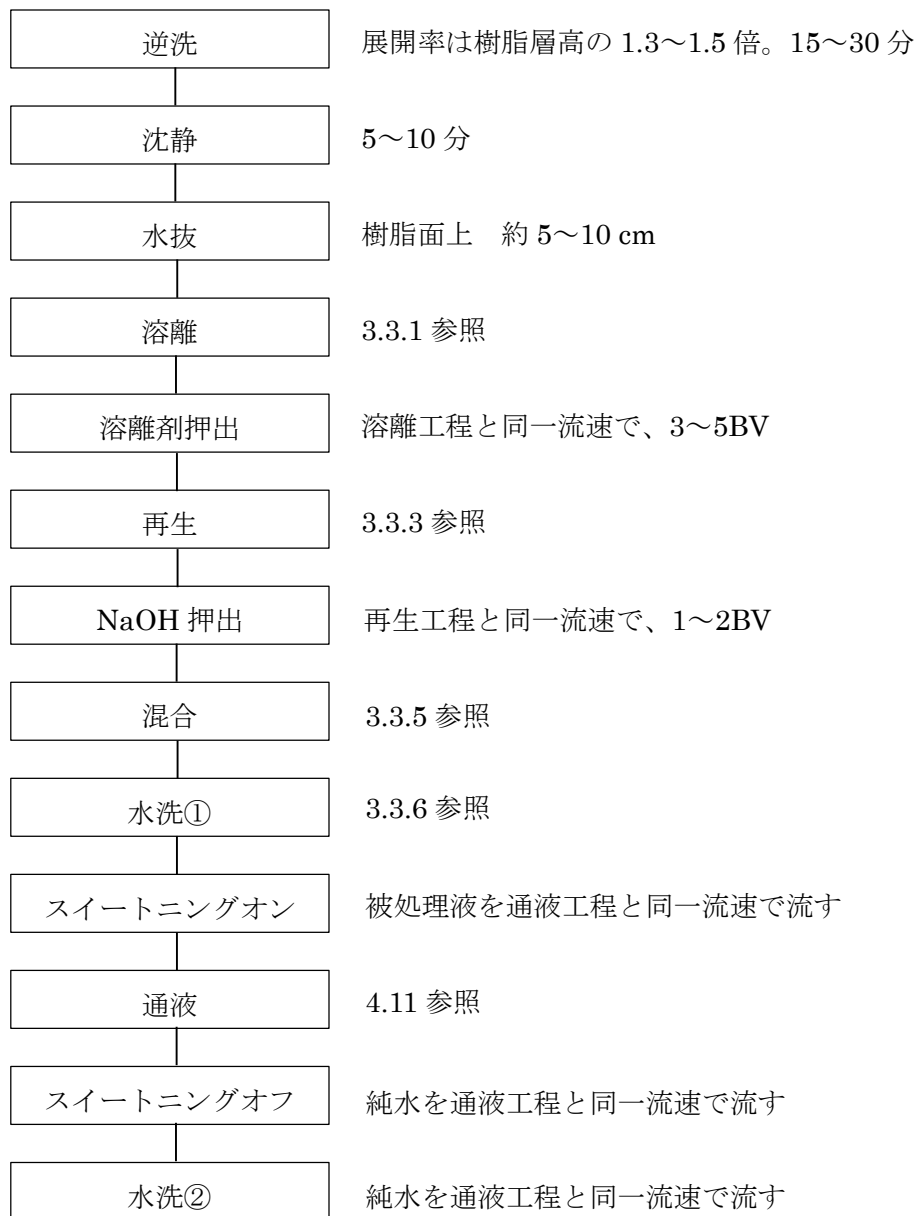 逆洗 展開率は樹脂層高の 1.3~1.5 倍。15~30 分
沈静 5~10 分
水抜 樹脂面上　約 5~10 cm
溶離 3.3.1 参照
溶離剤押出 溶離工程と同一流速で、3~5BV
再生 3.3.3 参照
NaOH 押出 再生工程と同一流速で、1~2BV
混合 3.3.5 参照
水洗① 3.3.6 参照
スイートニングオン 被処理液を通液工程と同一流速で流す
通液 4.11 参照
スイートニングオフ 純水を通液工程と同一流速で流す
水洗② 純水を通液工程と同一流速で流す